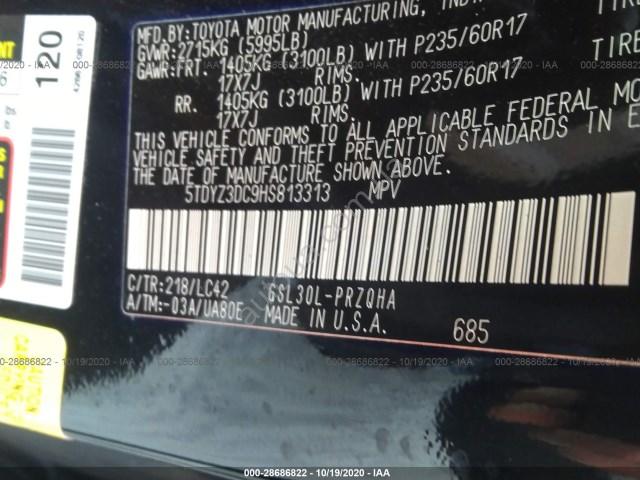 MFD.BY:TOYOTA MOTOR MANUFACTURING,
GVWR:2715KG (5995LB)
GAWR:FRT. 1405KG (3100LB) WITH P235/60R17 TIRE
17X7J RIMS.
RR. 1405KG (3100LB) WITH P235/60R17 TIRE
17X7J RIMS.
THIS VEHICLE CONFORMS TO ALL APPLICABLE FEDERAL
VEHICLE SAFETY AND THEFT PREVENTION STANDARDS IN
THE DATE OF MANUFACTURE SHOWN ABOVE.
5TDYZ3DC9HS813313 MPV
C/TR:218/LC42 GSL30L-PRZQHA
A/TM:-03A/UA80E MADE IN U.S.A. 685
120
000-28686822 - 10/19/2020 - IAA